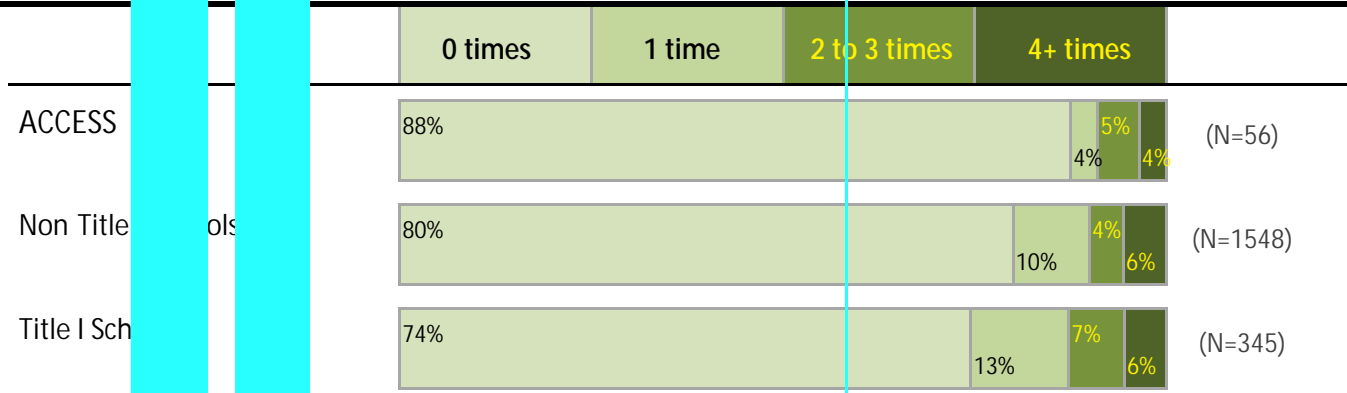 0 times 1 time 2 to 3 times 4+ times
ACCESS 88% 4% 5% 4% (N=56)
Non Title ols 80% 10% 4% 6% (N=1548)
Title I Sch 74% 13% 7% 6% (N=345)